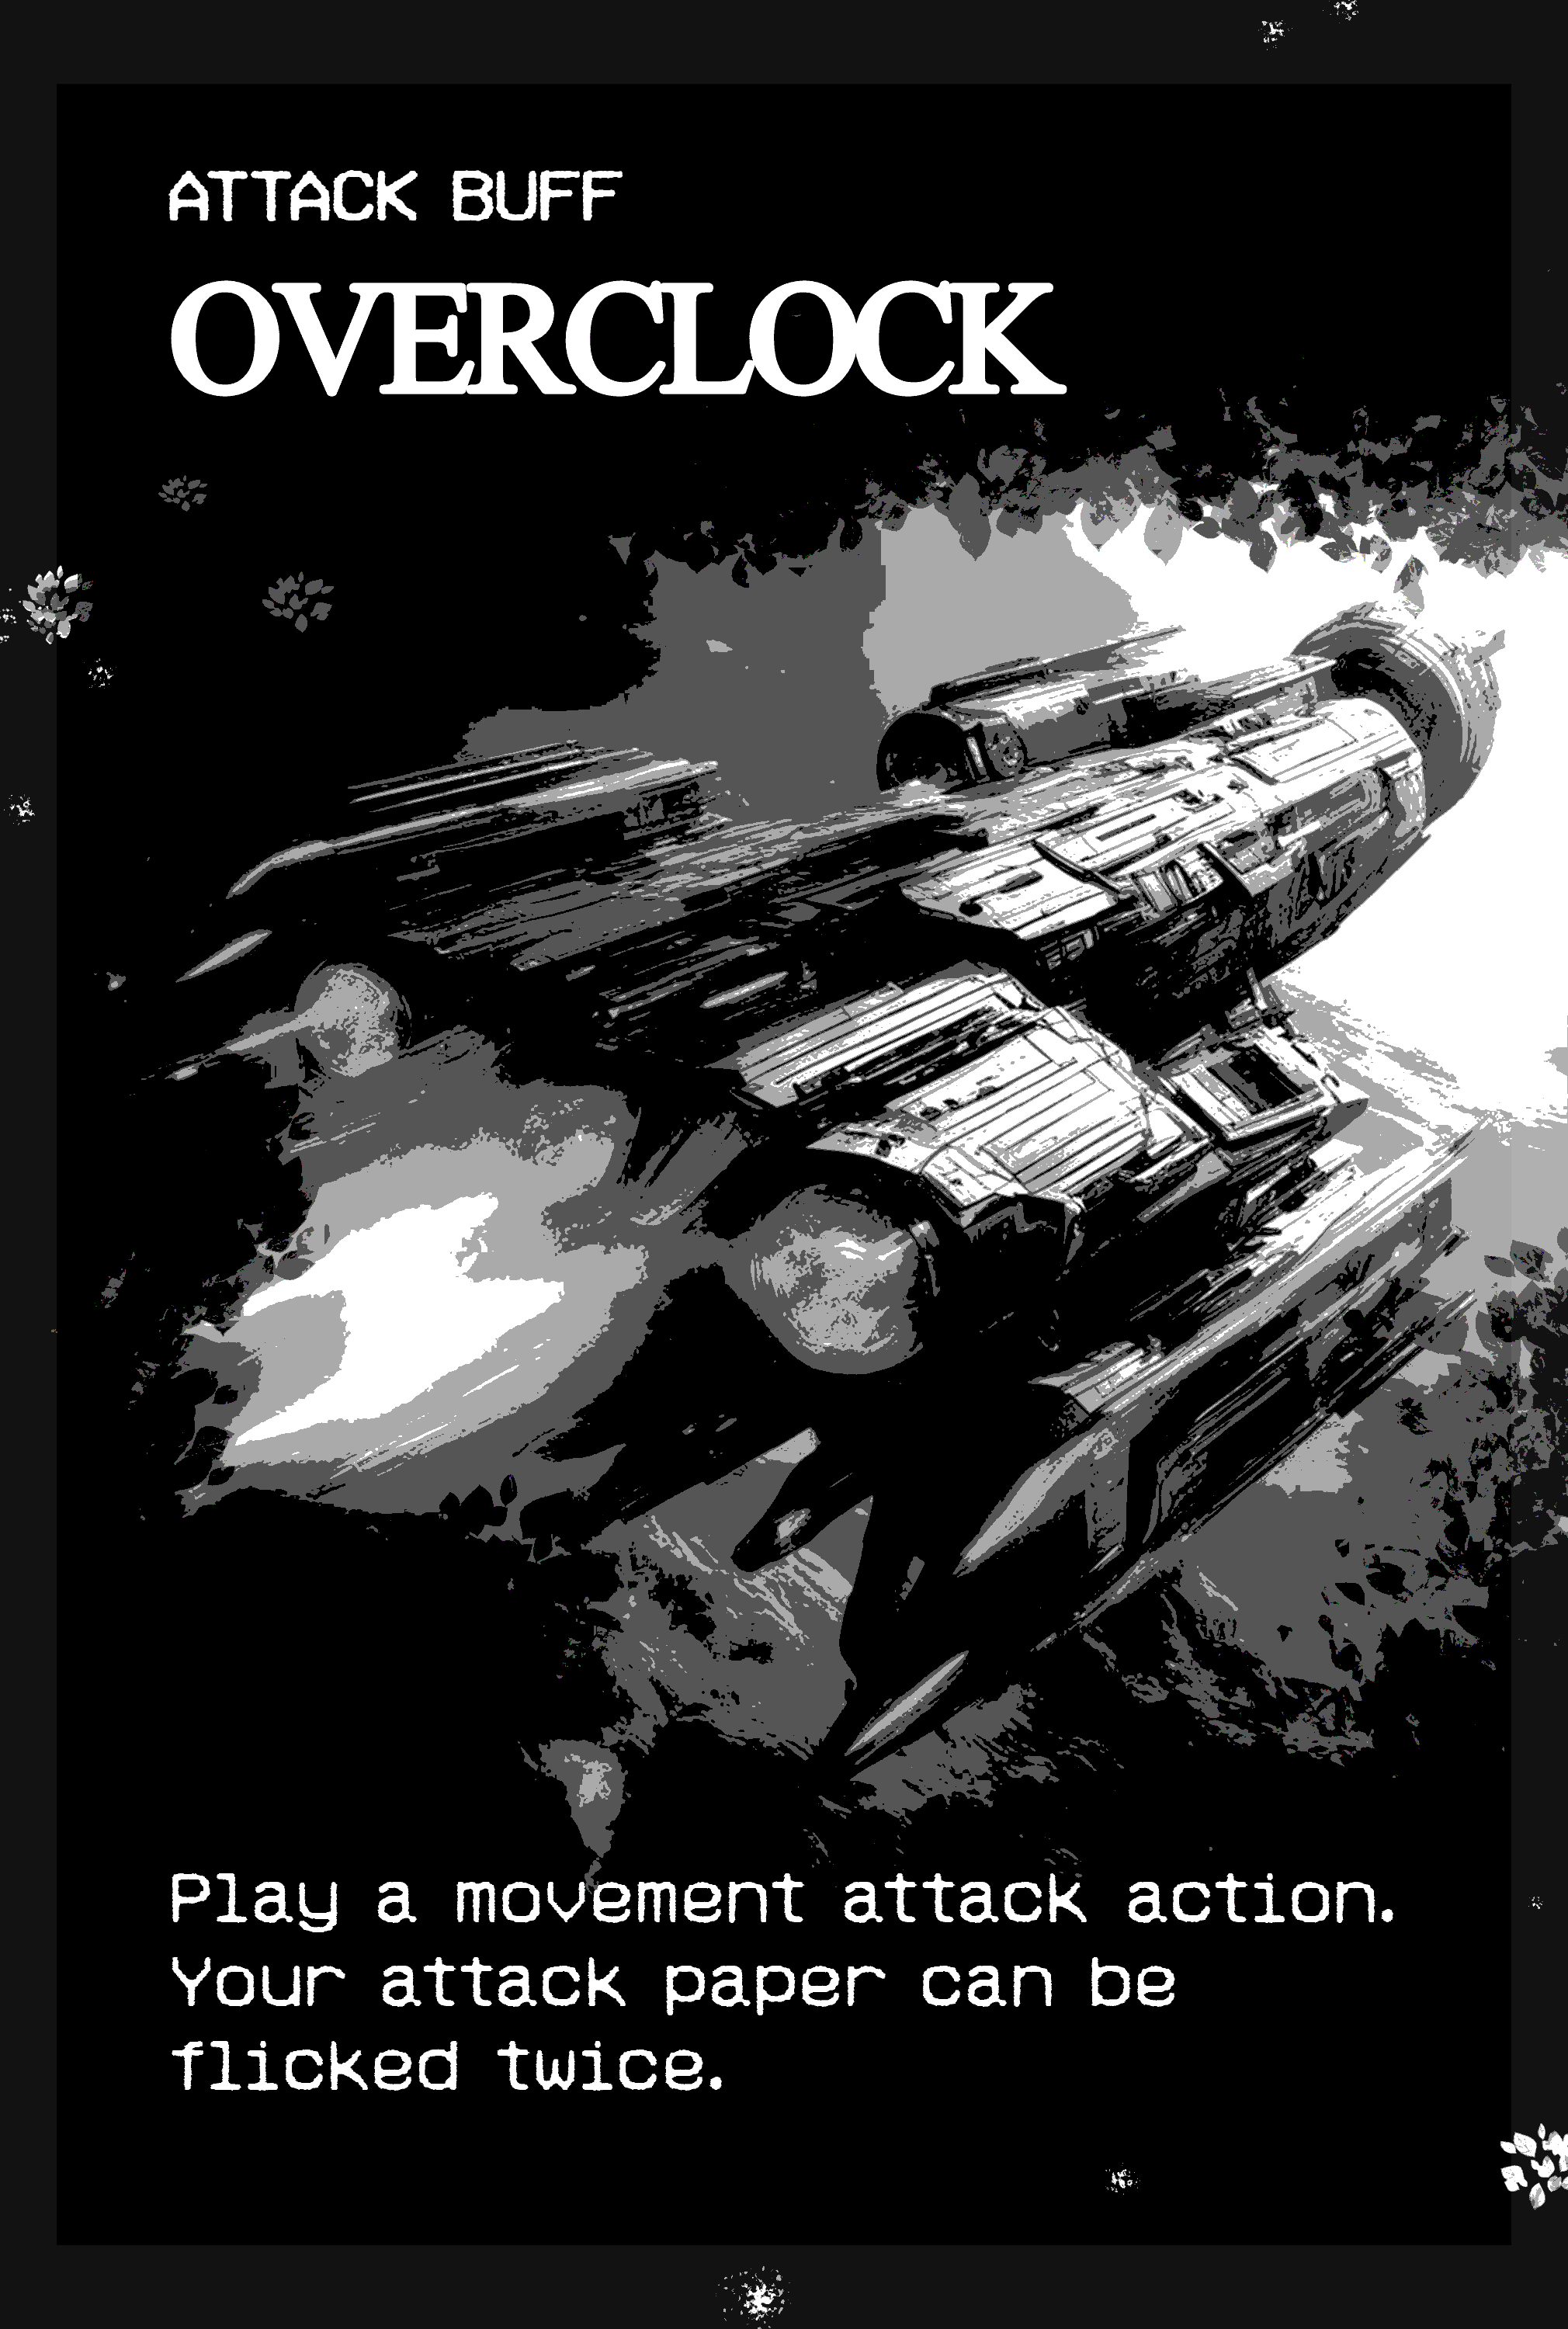 ATTACK BUFF
OVERCLOCK
Play a movement attack action.
Your attack paper can be
flicked twice.